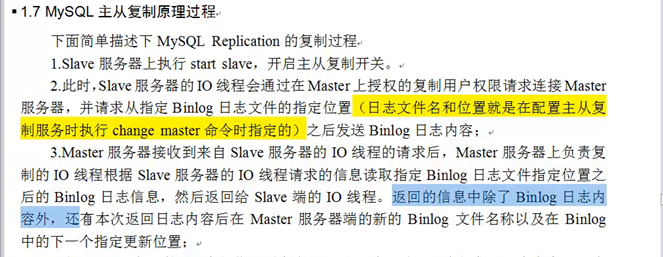 1.7 MySQL 主从复制原理过程
下面简单描述下 MySQL Replication 的复制过程
1.Slave 服务器上执行 start slave，开启主从复制开关。
2.此时，Slave 服务器的 IO 线程会通过在 Master 上授权的复制用户权限请求连接 Master
服务器，并请求从指定 Binlog 日志文件的指定位置（日志文件名和位置就是在配置主从复
制服务时执行 change master 命令时指定的）之后发送 Binlog 日志内容；
3.Master 服务器接收到来自 Slave 服务器的 IO 线程的请求后，Master 服务器上负责复
制的 IO 线程根据 Slave 服务器的 IO 线程请求的信息读取指定 Binlog 日志文件指定位置之
后的 Binlog 日志信息，然后返回给 Slave 端的 IO 线程。返回的信息中除了 Binlog 日志内
容外，还有本次返回日志内容后在 Master 服务器端的新的 Binlog 文件名称以及在 Binlog
中的下一个指定更新位置；